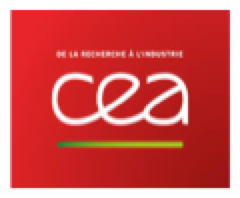 DE LA RECHERCHE À L'INDUSTRIE
cea